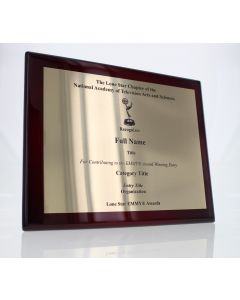 The Lone Star Chapter of the
National Academy of Television Arts and Sciences
Recognizes
Full Name
Title
For Contributing to the EMMY® Award Winning Entry
Category Title
Entry Title
Organization
Lone Star EMMY® Awards